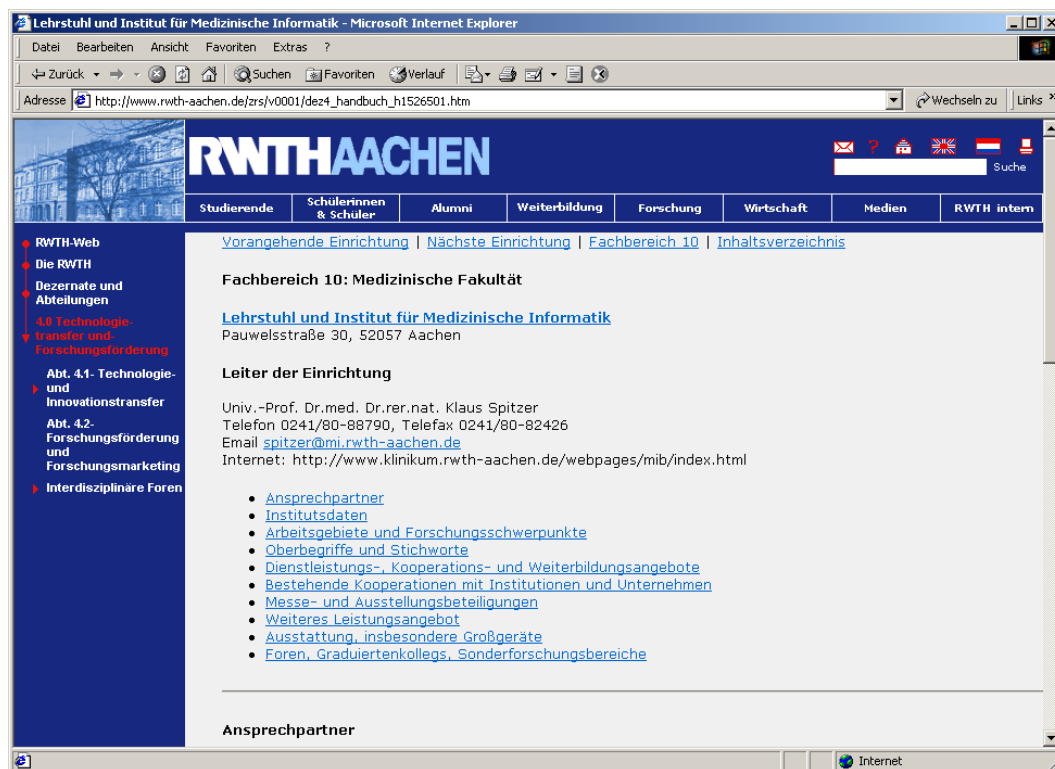 Lehrstuhl und Institut für Medizinische Informatik - Microsoft Internet Explorer
Datei Bearbeiten Ansicht Favoriten Extras ?
Zurück Suchen Favoriten Verlauf
Adresse http://www.rwth-aachen.de/zrs/v0001/dez4_handbuch_h1526501.htm Wechseln zu Links »
RWTHAACHEN
?
Suche
Studierende Schülerinnen & Schüler Alumni Weiterbildung Forschung Wirtschaft Medien RWTH intern
RWTH-Web
Die RWTH
Dezernate und
Abteilungen
4.0 Technologie-
transfer und-
Forschungsförderung
Abt. 4.1- Technologie-
und
Innovationstransfer
Abt. 4.2-
Forschungsförderung
und
Forschungsmarketing
Interdisziplinäre Foren
Vorangehende Einrichtung | Nächste Einrichtung | Fachbereich 10 | Inhaltsverzeichnis
Fachbereich 10: Medizinische Fakultät
Lehrstuhl und Institut für Medizinische Informatik
Pauwelsstraße 30, 52057 Aachen
Leiter der Einrichtung
Univ.-Prof. Dr.med. Dr.rer.nat. Klaus Spitzer
Telefon 0241/80-88790, Telefax 0241/80-82426
Email spitzer@mi.rwth-aachen.de
Internet: http://www.klinikum.rwth-aachen.de/webpages/mib/index.html
• Ansprechpartner
• Institutsdaten
• Arbeitsgebiete und Forschungsschwerpunkte
• Oberbegriffe und Stichworte
• Dienstleistungs-, Kooperations- und Weiterbildungsangebote
• Bestehende Kooperationen mit Institutionen und Unternehmen
• Messe- und Ausstellungsbeteiligungen
• Weiteres Leistungsangebot
• Ausstattung, insbesondere Großgeräte
• Foren, Graduiertenkollegs, Sonderforschungsbereiche
Ansprechpartner
Internet